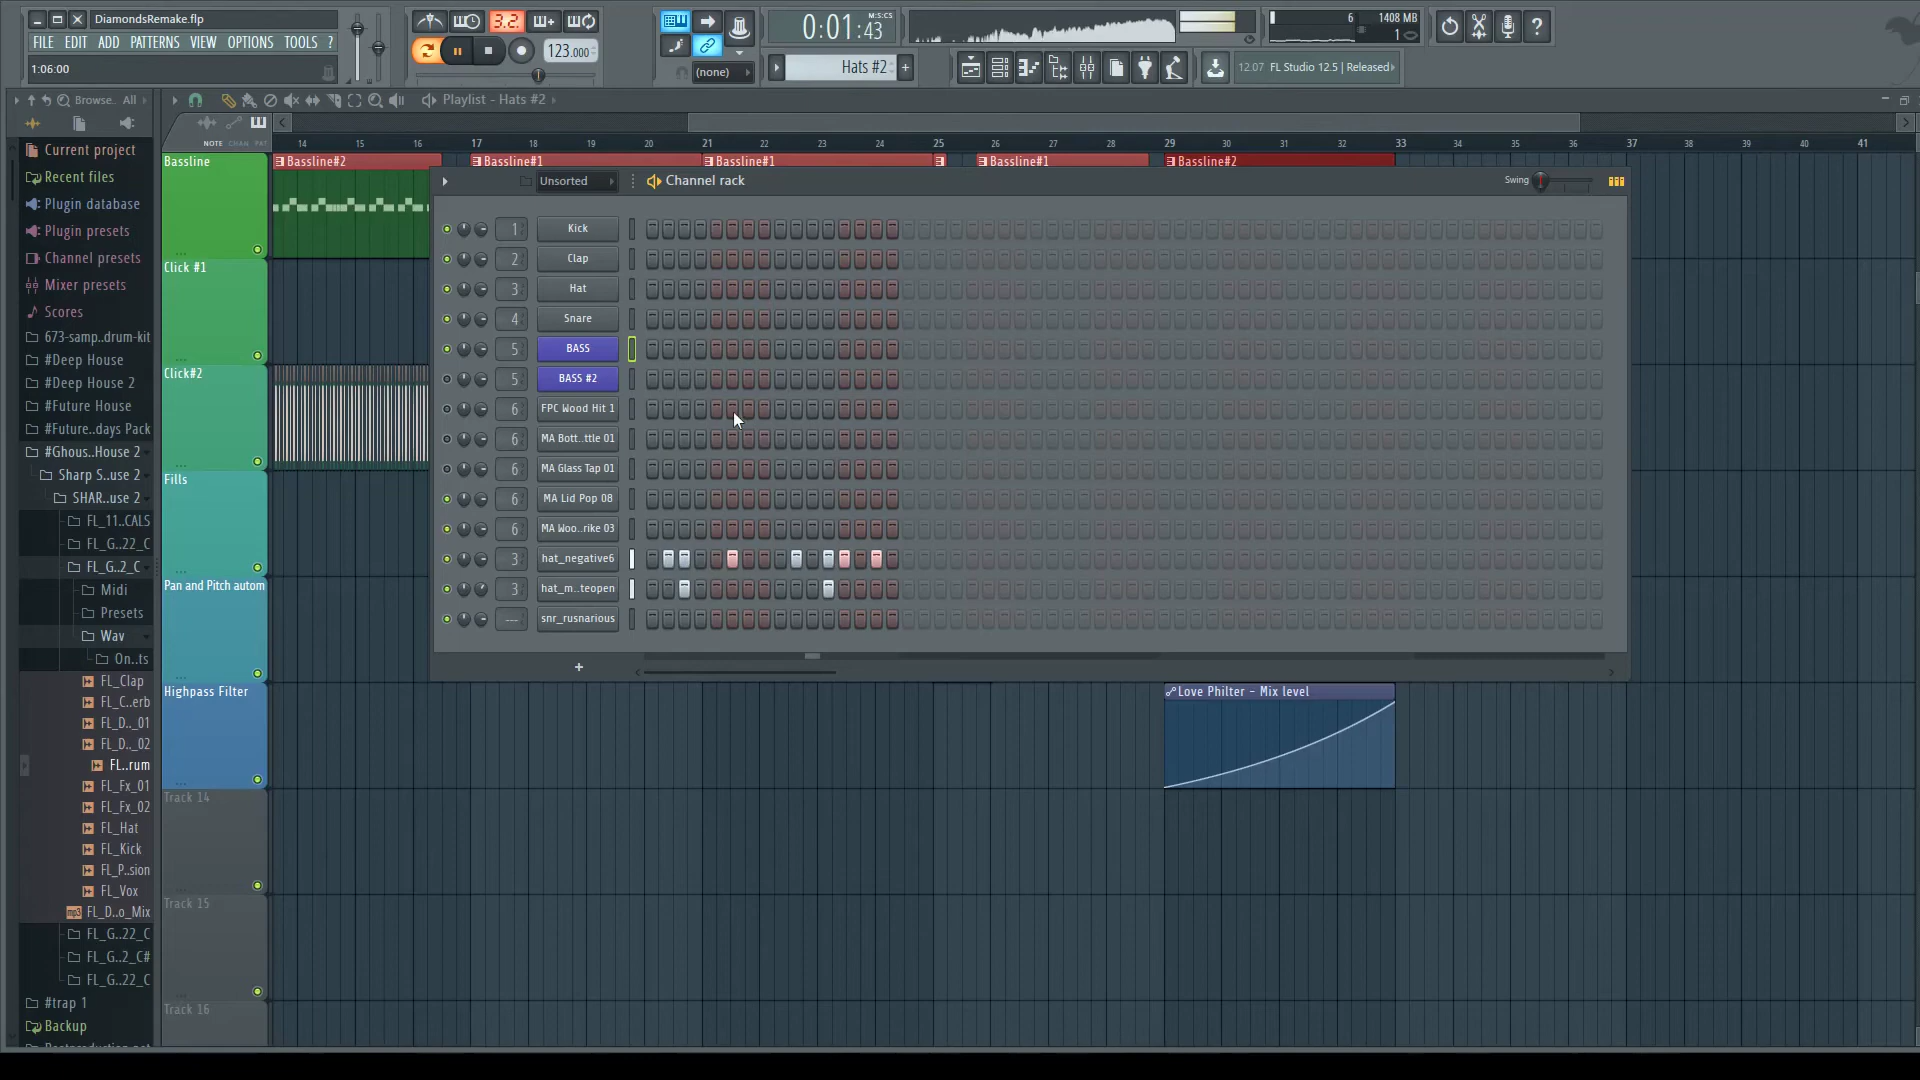 DiamondsRemake.flp
FILE EDIT ADD PATTERNS VIEW OPTIONS TOOLS ?
1:06:00
3.2
123.000
(none)
0:01:43
M:S:CS
Hats #2
6
1408 MB
1
12.07 FL Studio 12.5 | Released
Browse.. All
Playlist - Hats #2
NOTE CHAN PAT
14 15 16 17 18 19 20 21 22 23 24 25 26 27 28 29 30 31 32 33 34 35 36 37 38 39 40 41
Current project
Recent files
Plugin database
Plugin presets
Channel presets
Mixer presets
Scores
673-samp..drum-kit
#Deep House
#Deep House 2
#Future House
#Future..days Pack
#Ghous..House 2
Sharp S..use 2
SHAR..use 2
FL_11..CALS
FL_G..22_C
FL_G..2_C
Midi
Presets
Wav
On..ts
FL_Clap
FL_C..erb
FL_D.._01
FL_D.._02
FL..rum
FL_Fx_01
FL_Fx_02
FL_Hat
FL_Kick
FL_P..sion
FL_Vox
FL_D..o_Mix
FL_G..22_C
FL_G..2_C#
FL_G..22_C
#trap 1
Backup
Bassline
Click #1
Click#2
Fills
Pan and Pitch autom
Highpass Filter
Track 14
Track 15
Track 16
Bassline#2
Bassline#1
Bassline#1
Bassline#1
Bassline#2
Unsorted
Channel rack
Swing
1 Kick
2 Clap
3 Hat
4 Snare
5 BASS
5 BASS #2
6 FPC Wood Hit 1
6 MA Bott..ttle 01
6 MA Glass Tap 01
6 MA Lid Pop 08
6 MA Woo..rike 03
3 hat_negative6
3 hat_m..teopen
--- snr_rusnarious
+
Love Philter - Mix level